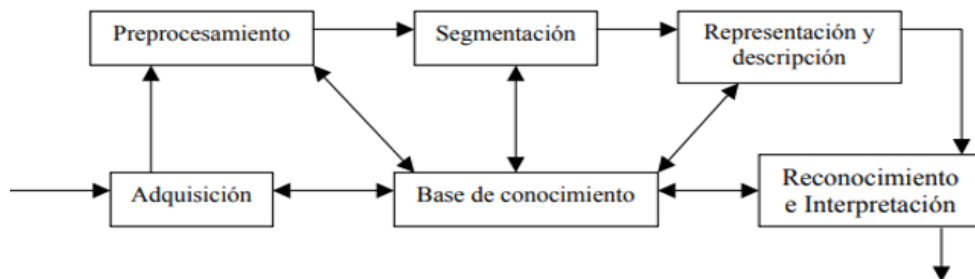 Preprocesamiento
Segmentación
Representación y
descripción
Adquisición
Base de conocimiento
Reconocimiento
e Interpretación